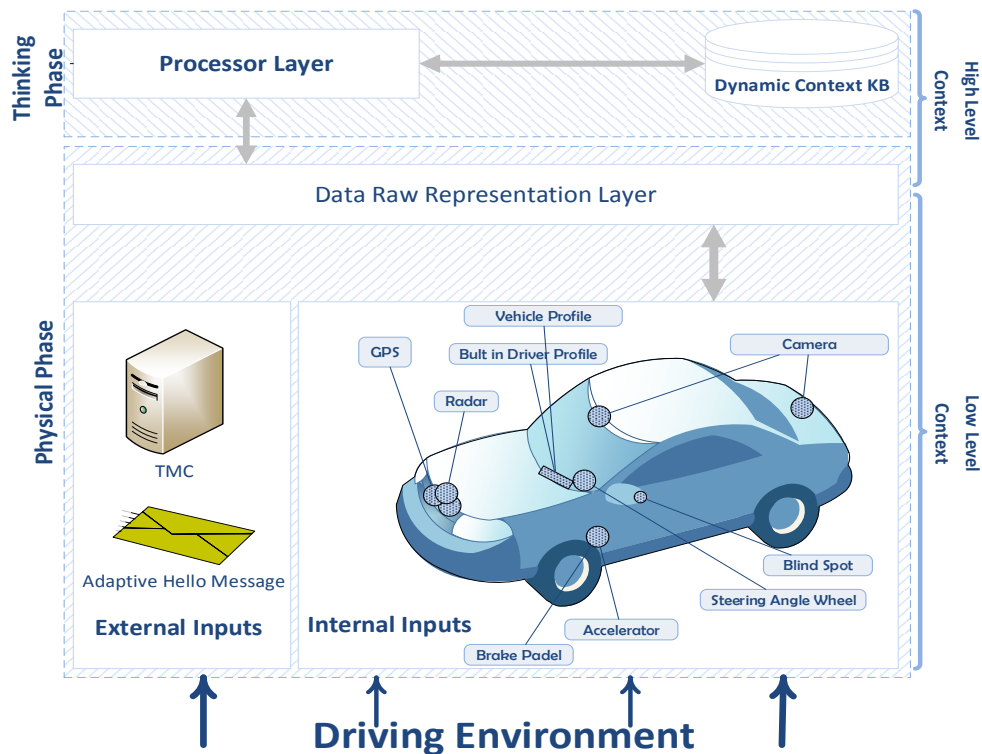 Thinking
Phase
Processor Layer
Dynamic Context KB
High Level
Context
Data Raw Representation Layer
Physical Phase
Low Level
Context
TMC
Adaptive Hello Message
External Inputs
Vehicle Profile
GPS
Bult in Driver Profile
Camera
Radar
Blind Spot
Steering Angle Wheel
Internal Inputs
Accelerator
Brake Padel
Driving Environment